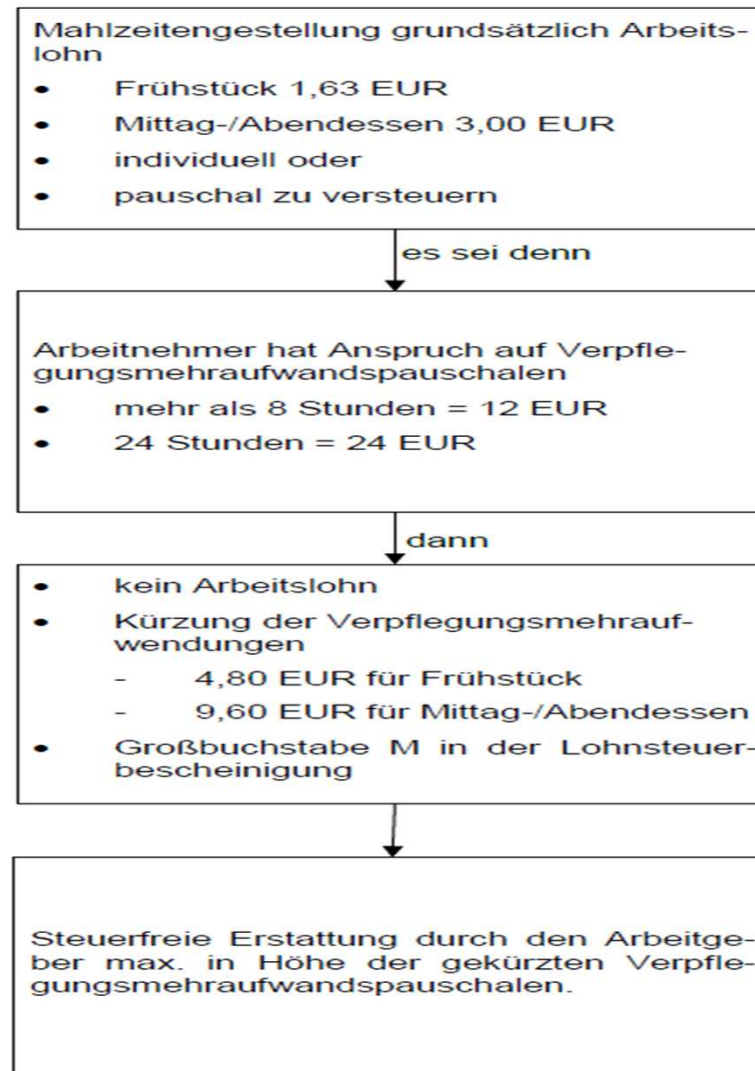 Mahlzeitengestellung grundsätzlich Arbeits-
lohn
• Frühstück 1,63 EUR
• Mittag-/Abendessen 3,00 EUR
• individuell oder
• pauschal zu versteuern
es sei denn
Arbeitnehmer hat Anspruch auf Verpfle-
gungsmehraufwandspauschalen
• mehr als 8 Stunden = 12 EUR
• 24 Stunden = 24 EUR
dann
• kein Arbeitslohn
• Kürzung der Verpflegungsmehrauf-
wendungen
- 4,80 EUR für Frühstück
- 9,60 EUR für Mittag-/Abendessen
• Großbuchstabe M in der Lohnsteuer-
bescheinigung
Steuerfreie Erstattung durch den Arbeitge-
ber max. in Höhe der gekürzten Verpfle-
gungsmehraufwandspauschalen.